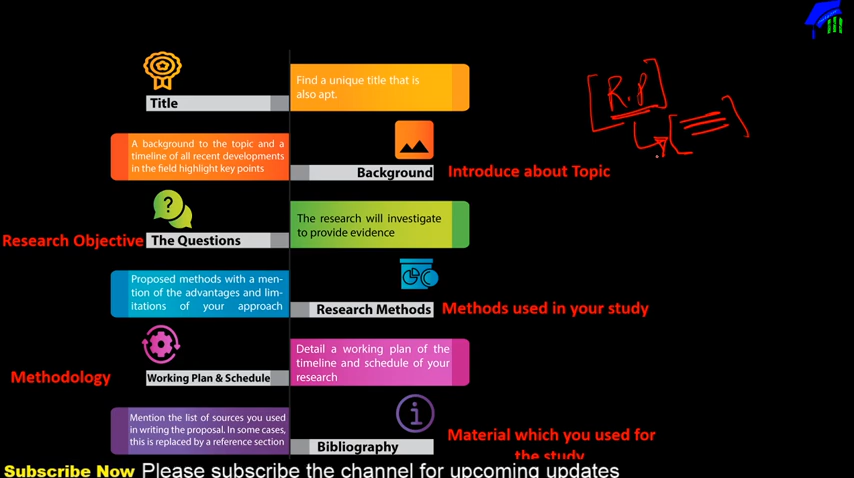 Title
Find a unique title that is
also apt.
R.P
A background to the topic and a
timeline of all recent developments
in the field highlight key points
Background
Introduce about Topic
Research Objective
The Questions
The research will investigate
to provide evidence
Proposed methods with a men-
tion of the advantages and lim-
itations of your approach
Research Methods
Methods used in your study
Methodology
Working Plan & Schedule
Detail a working plan of the
timeline and schedule of your
research
Mention the list of sources you used
in writing the proposal. In some cases,
this is replaced by a reference section
Bibliography
Material which you used for
the study
Subscribe Now Please subscribe the channel for upcoming updates